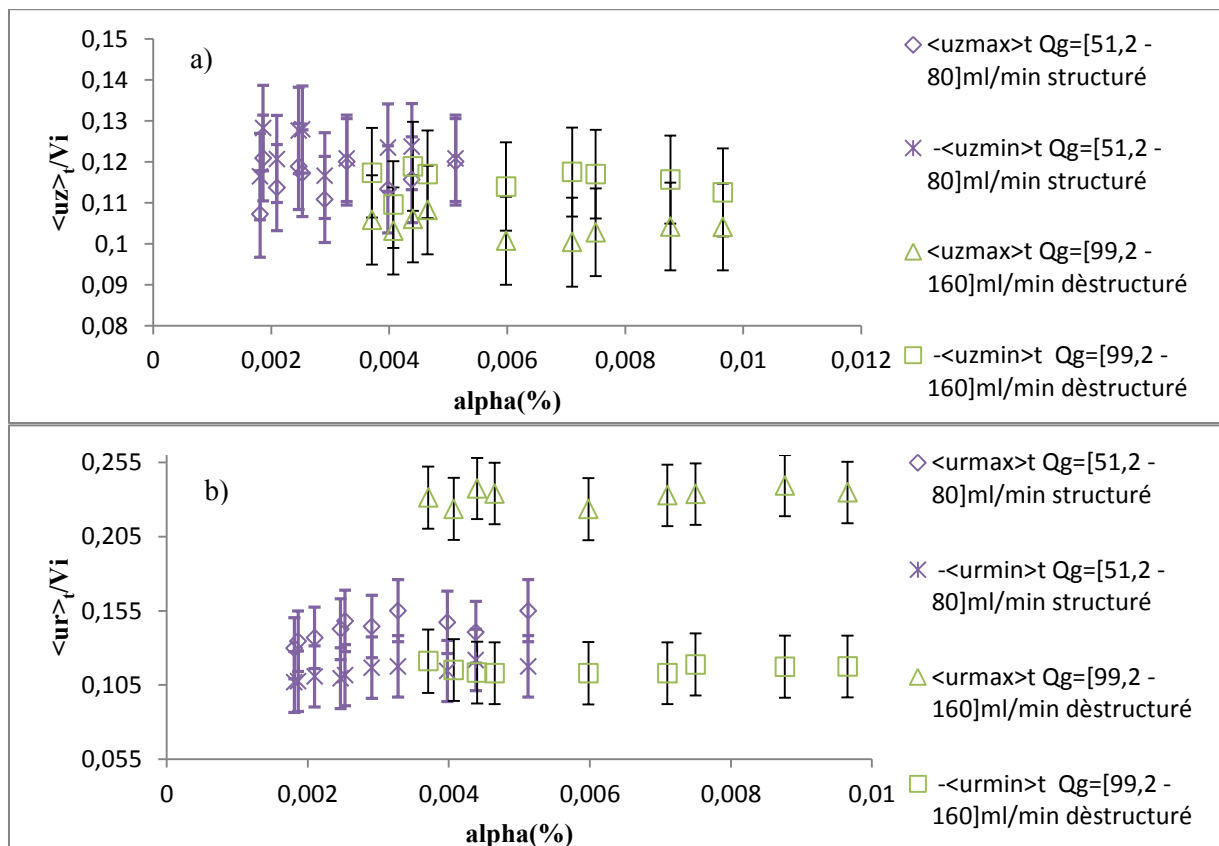 a)
<uz>t/Vi
0,15
0,14
0,13
0,12
0,11
0,1
0,09
0,08
0
0,002
0,004
0,006
0,008
0,01
0,012
alpha(%)
<uzmax>t Qg=[51,2 -
80]ml/min structuré
-<uzmin>t Qg=[51,2 -
80]ml/min structuré
<uzmax>t Qg=[99,2 -
160]ml/min dèstructuré
-<uzmin>t Qg=[99,2 -
160]ml/min dèstructuré
b)
<ur>t/Vi
0,255
0,205
0,155
0,105
0,055
0
0,002
0,004
0,006
0,008
0,01
alpha(%)
<urmax>t Qg=[51,2 -
80]ml/min structuré
-<urmin>t Qg=[51,2 -
80]ml/min structuré
<urmax>t Qg=[99,2 -
160]ml/min dèstructuré
-<urmin>t Qg=[99,2 -
160]ml/min dèstructuré